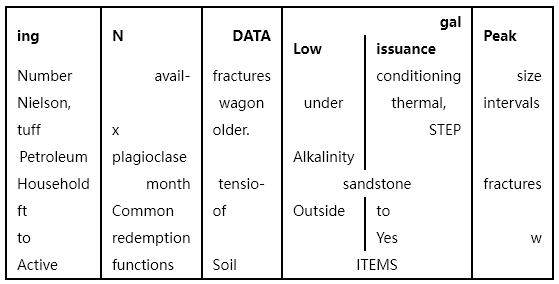 gal
ing N DATA Low issuance Peak
Number avail- fractures conditioning size
Nielson, wagon under thermal, intervals
tuff x older. STEP
Petroleum plagioclase Alkalinity
Household month tensio- sandstone fractures
ft Common of Outside to
to redemption Yes w
Active functions Soil ITEMS